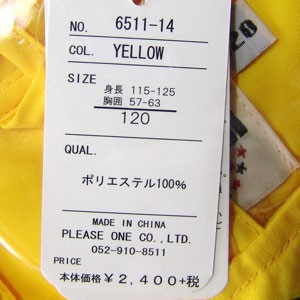 NO. 6511-14
COL. YELLOW
SIZE
身長 115-125
胸囲 57-63
120
QUAL.
ポリエステル100%
MADE IN CHINA
PLEASE ONE CO.,LTD.
052-910-8511
PRICE
本体価格 ¥2,400+税